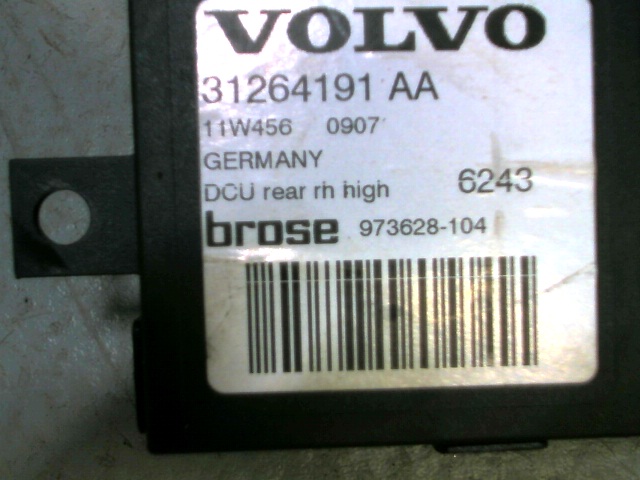 VOLVO
31264191 AA
11W456 0907
GERMANY
DCU rear rh high 6243
brose 973628-104